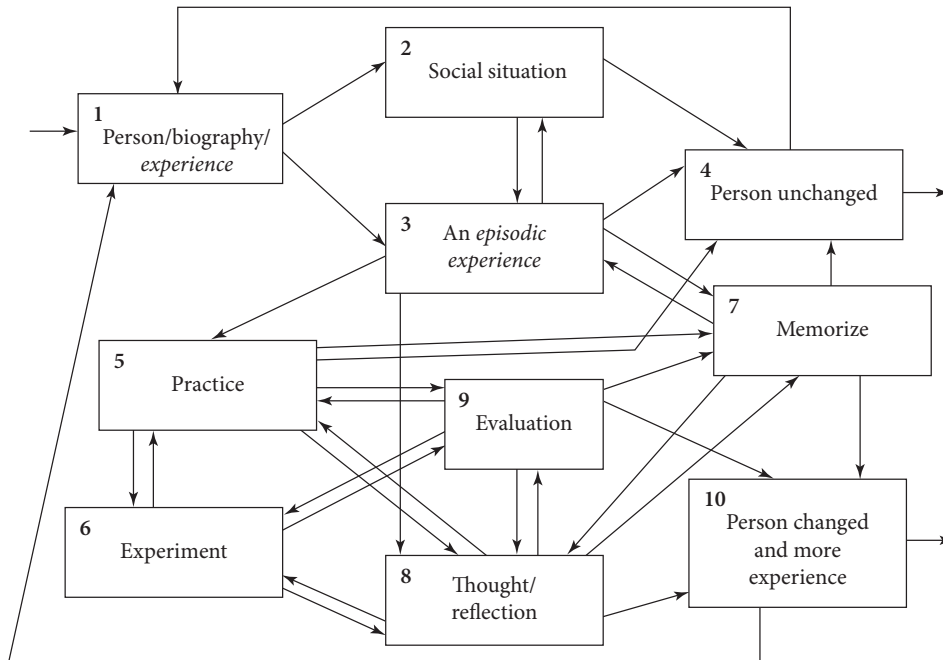 1
Person/biography/
experience
2
Social situation
3
An episodic
experience
4
Person unchanged
5
Practice
6
Experiment
7
Memorize
8
Thought/
reflection
9
Evaluation
10
Person changed
and more
experience